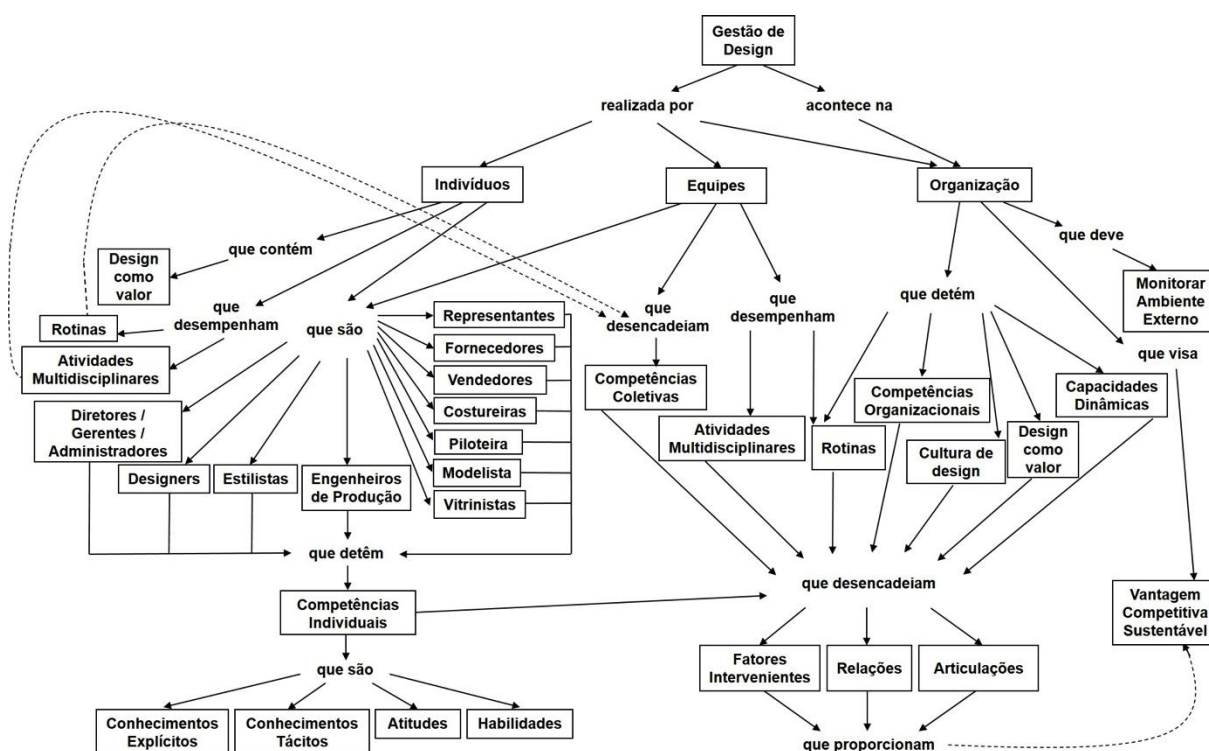 Gestão de
Design
realizada por
acontece na
Indivíduos
Equipes
Organização
que contém
que deve
Design
como
valor
Monitorar
Ambiente
Externo
que
desempenham
que são
que
desencadeiam
que
desempenham
que detém
que visa
Rotinas
Atividades
Multidisciplinares
Representantes
Fornecedores
Vendedores
Costureiras
Piloteira
Modelista
Vitrinistas
Competências
Coletivas
Atividades
Multidisciplinares
Rotinas
Competências
Organizacionais
Cultura de
design
Design
como
valor
Capacidades
Dinâmicas
Diretores /
Gerentes /
Administradores
Designers
Estilistas
Engenheiros
de Produção
que detêm
que desencadeiam
Competências
Individuais
Vantagem
Competitiva
Sustentável
que são
Fatores
Intervenientes
Relações
Articulações
Conhecimentos
Explícitos
Conhecimentos
Tácitos
Atitudes
Habilidades
que proporcionam